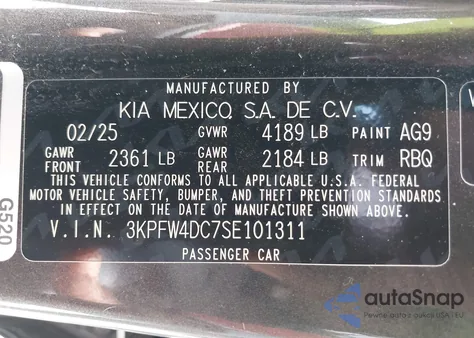 MANUFACTURED BY
KIA MEXICO, S.A. DE C.V.
02/25 GVWR 4189 LB PAINT AG9
GAWR FRONT 2361 LB GAWR REAR 2184 LB TRIM RBQ
THIS VEHICLE CONFORMS TO ALL APPLICABLE U.S.A. FEDERAL
MOTOR VEHICLE SAFETY, BUMPER, AND THEFT PREVENTION STANDARDS
IN EFFECT ON THE DATE OF MANUFACTURE SHOWN ABOVE.
V.I.N. 3KPFW4DC7SE101311
PASSENGER CAR
G520
autoSnap